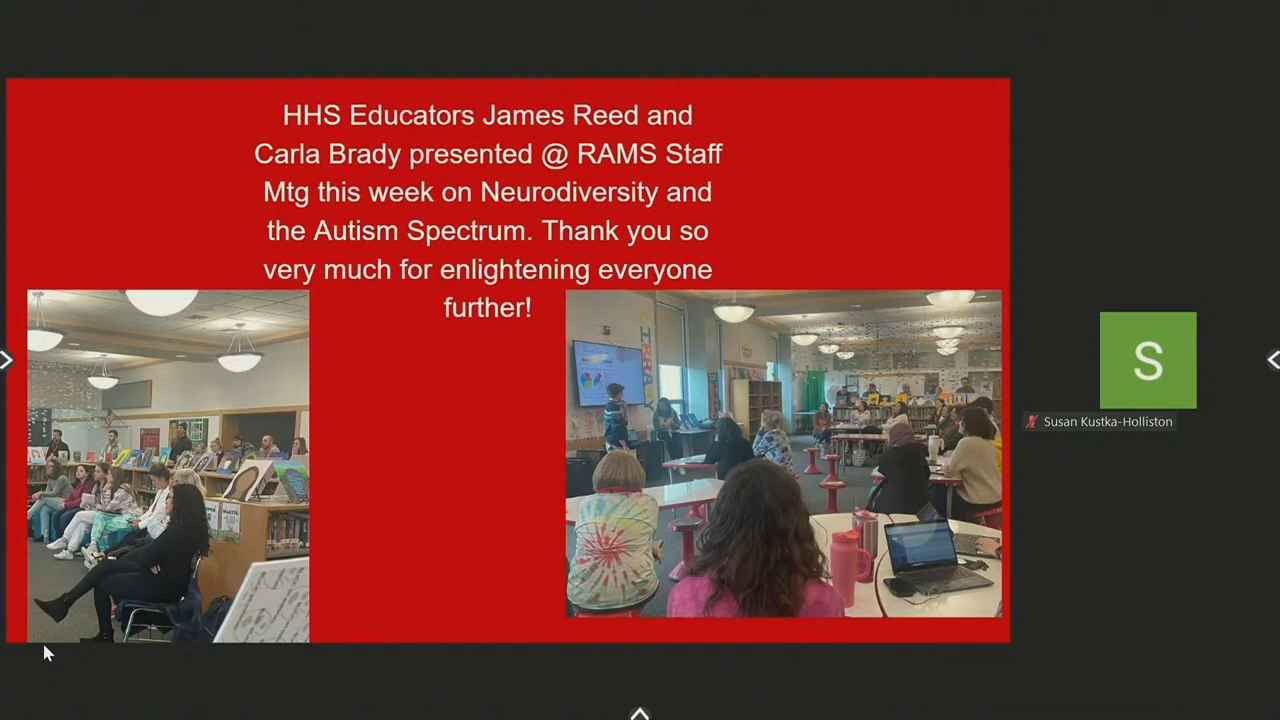 HHS Educators James Reed and
Carla Brady presented @ RAMS Staff
Mtg this week on Neurodiversity and
the Autism Spectrum. Thank you so
very much for enlightening everyone
further!
LIBRARY
S
Susan Kustka-Holliston